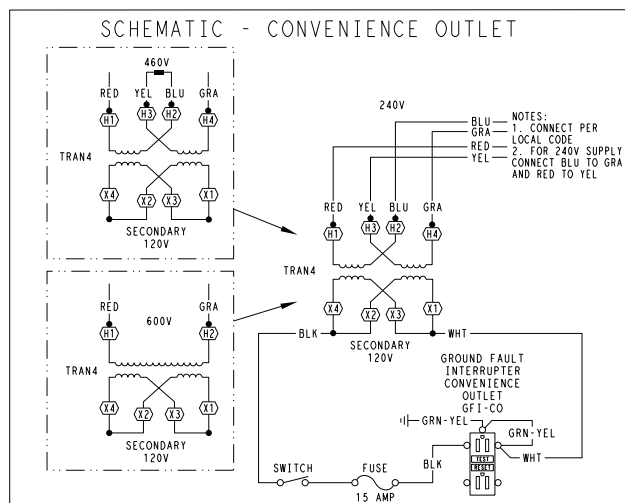 SCHEMATIC - CONVENIENCE OUTLET
460V
RED YEL BLU GRA
H1 H3 H2 H4
TRAN4
X4 X2 X3 X1
SECONDARY
120V
600V
RED GRA
H1 H2
TRAN4
X4 X2 X3 X1
SECONDARY
120V
240V
BLU
GRA
RED
YEL
NOTES:
1. CONNECT PER
LOCAL CODE
2. FOR 240V SUPPLY
CONNECT BLU TO GRA
AND RED TO YEL
RED YEL BLU GRA
H1 H3 H2 H4
TRAN4
X4 X2 X3 X1
BLK WHT
SECONDARY
120V
GROUND FAULT
INTERRUPTER
CONVENIENCE
OUTLET
GFI-CO
GRN-YEL
GRN-YEL
WHT
BLK
TEST
RESET
SWITCH FUSE
15 AMP